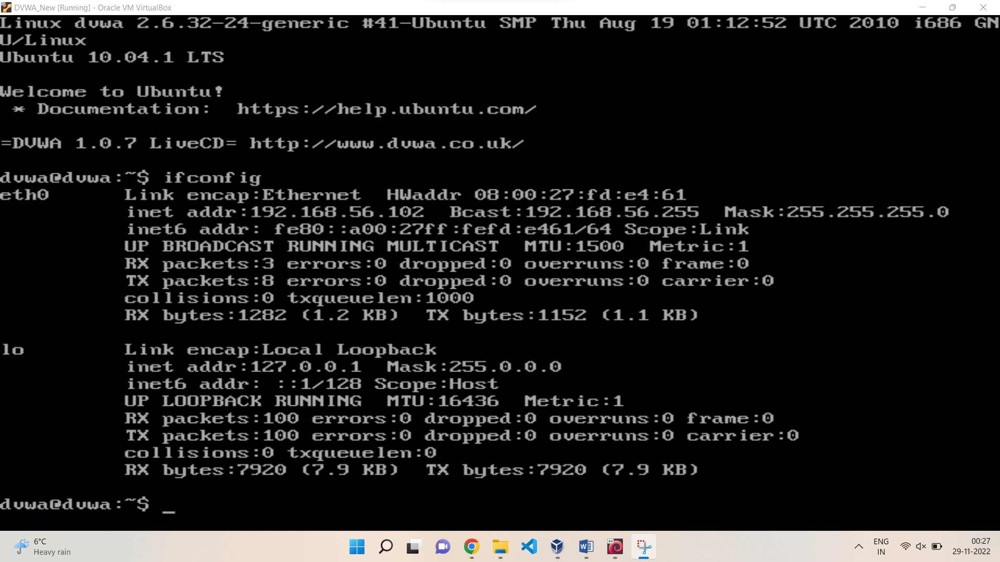 DVWA_New [Running] - Oracle VM VirtualBox
Linux dvwa 2.6.32-24-generic #41-Ubuntu SMP Thu Aug 19 01:12:52 UTC 2010 i686 GN
U/Linux
Ubuntu 10.04.1 LTS
Welcome to Ubuntu!
 * Documentation:  https://help.ubuntu.com/
=DVWA 1.0.7 LiveCD= http://www.dvwa.co.uk/
dvwa@dvwa:~$ ifconfig
eth0      Link encap:Ethernet  HWaddr 08:00:27:fd:e4:61
          inet addr:192.168.56.102  Bcast:192.168.56.255  Mask:255.255.255.0
          inet6 addr: fe80::a00:27ff:fefd:e461/64 Scope:Link
          UP BROADCAST RUNNING MULTICAST  MTU:1500  Metric:1
          RX packets:3 errors:0 dropped:0 overruns:0 frame:0
          TX packets:8 errors:0 dropped:0 overruns:0 carrier:0
          collisions:0 txqueuelen:1000
          RX bytes:1282 (1.2 KB)  TX bytes:1152 (1.1 KB)
lo        Link encap:Local Loopback
          inet addr:127.0.0.1  Mask:255.0.0.0
          inet6 addr: ::1/128 Scope:Host
          UP LOOPBACK RUNNING  MTU:16436  Metric:1
          RX packets:100 errors:0 dropped:0 overruns:0 frame:0
          TX packets:100 errors:0 dropped:0 overruns:0 carrier:0
          collisions:0 txqueuelen:0
          RX bytes:7920 (7.9 KB)  TX bytes:7920 (7.9 KB)
dvwa@dvwa:~$ _
6°C
Heavy rain
64
ENG
IN
00:27
29-11-2022